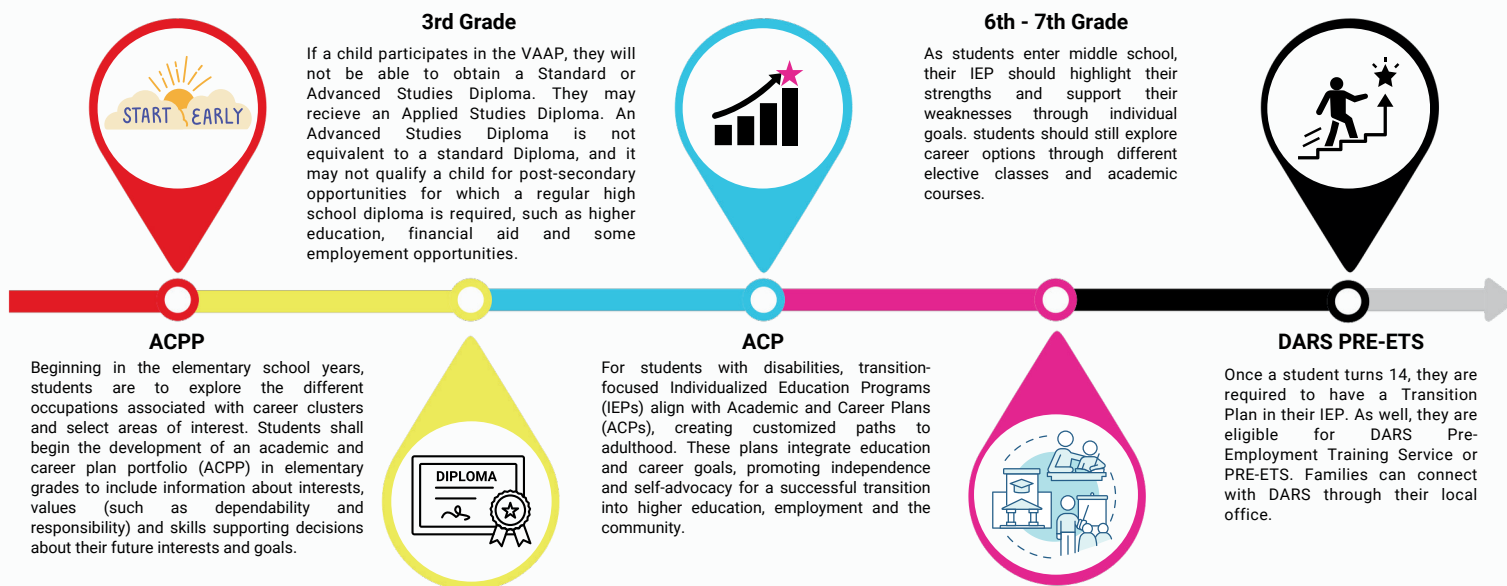 START EARLY
ACPP
Beginning in the elementary school years,
students are to explore the different
occupations associated with career clusters
and select areas of interest. Students shall
begin the development of an academic and
career plan portfolio (ACPP) in elementary
grades to include information about interests,
values (such as dependability and
responsibility) and skills supporting decisions
about their future interests and goals.
3rd Grade
If a child participates in the VAAP, they will
not be able to obtain a Standard or
Advanced Studies Diploma. They may
recieve an Applied Studies Diploma. An
Advanced Studies Diploma is not
equivalent to a standard Diploma, and it
may not qualify a child for post-secondary
opportunities for which a regular high
school diploma is required, such as higher
education, financial aid and some
employement opportunities.
DIPLOMA
ACP
For students with disabilities, transition-
focused Individualized Education Programs
(IEPs) align with Academic and Career Plans
(ACPs), creating customized paths to
adulthood. These plans integrate education
and career goals, promoting independence
and self-advocacy for a successful transition
into higher education, employment and the
community.
6th - 7th Grade
As students enter middle school,
their IEP should highlight their
strengths and support their
weaknesses through individual
goals. students should still explore
career options through different
elective classes and academic
courses.
DARS PRE-ETS
Once a student turns 14, they are
required to have a Transition
Plan in their IEP. As well, they are
eligible for DARS Pre-
Employment Training Service or
PRE-ETS. Families can connect
with DARS through their local
office.